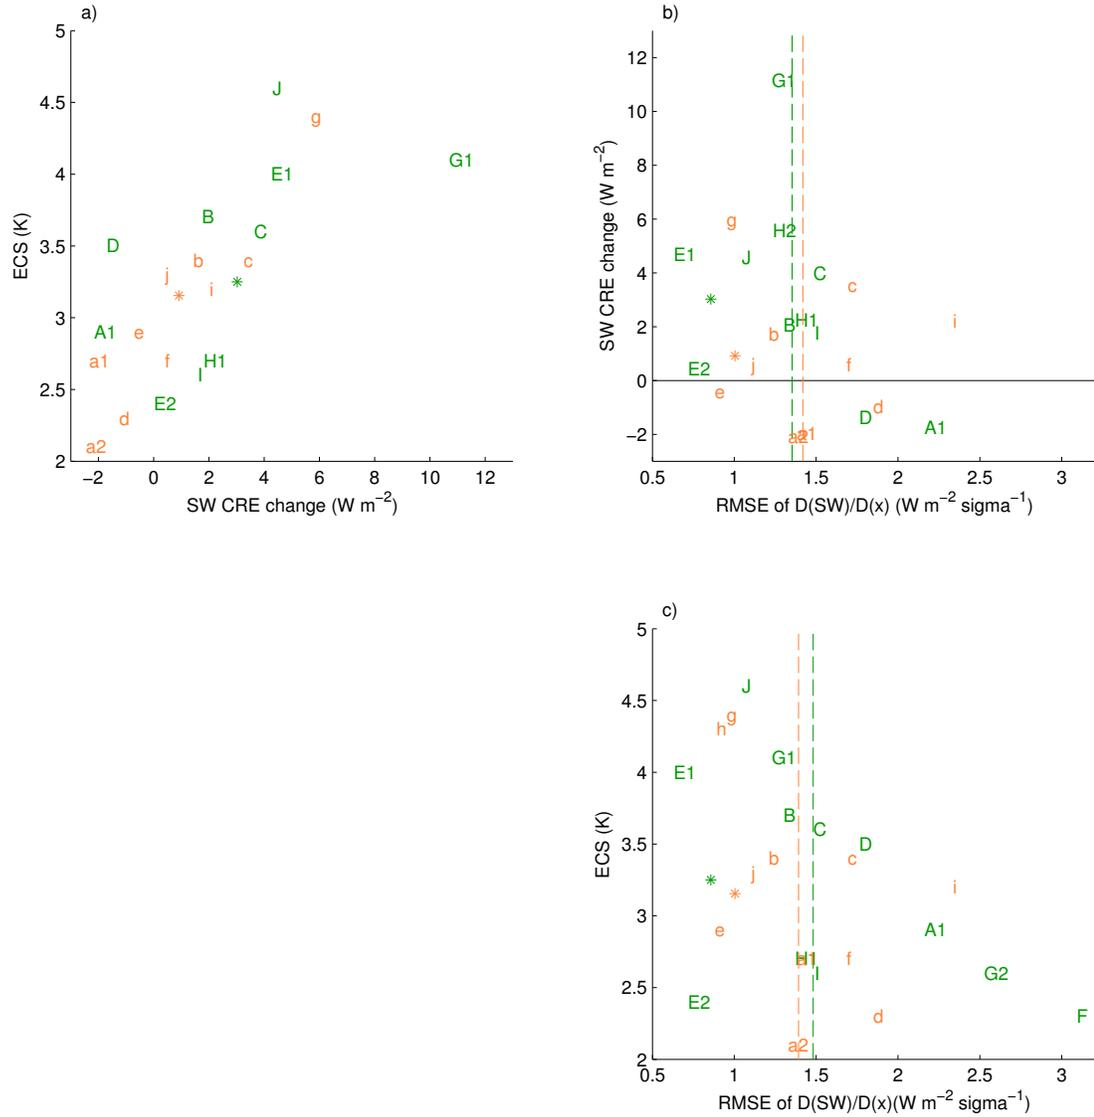 a)
5
4.5
4
3.5
3
2.5
2
ECS (K)
J
g
G1
E1
B
C
D
b
c
j
i
*
*
A1
e
a1
f
H1
I
E2
d
a2
−2 0 2 4 6 8 10 12
SW CRE change (W m⁻²)
b)
12
10
8
6
4
2
0
−2
SW CRE change (W m⁻²)
G1
g
H2
E1
J
C
c
*
H1
i
B
I
b
*
E2
j
f
e
d
D
A1
a1
a2
0.5 1 1.5 2 2.5 3
RMSE of D(SW)/D(x) (W m⁻² sigma⁻¹)
c)
5
4.5
4
3.5
3
2.5
2
ECS (K)
J
g
h
G1
E1
B
C
D
b
c
j
*
*
i
e
A1
H1
a1
f
I
G2
E2
d
F
a2
0.5 1 1.5 2 2.5 3
RMSE of D(SW)/D(x)(W m⁻² sigma⁻¹)